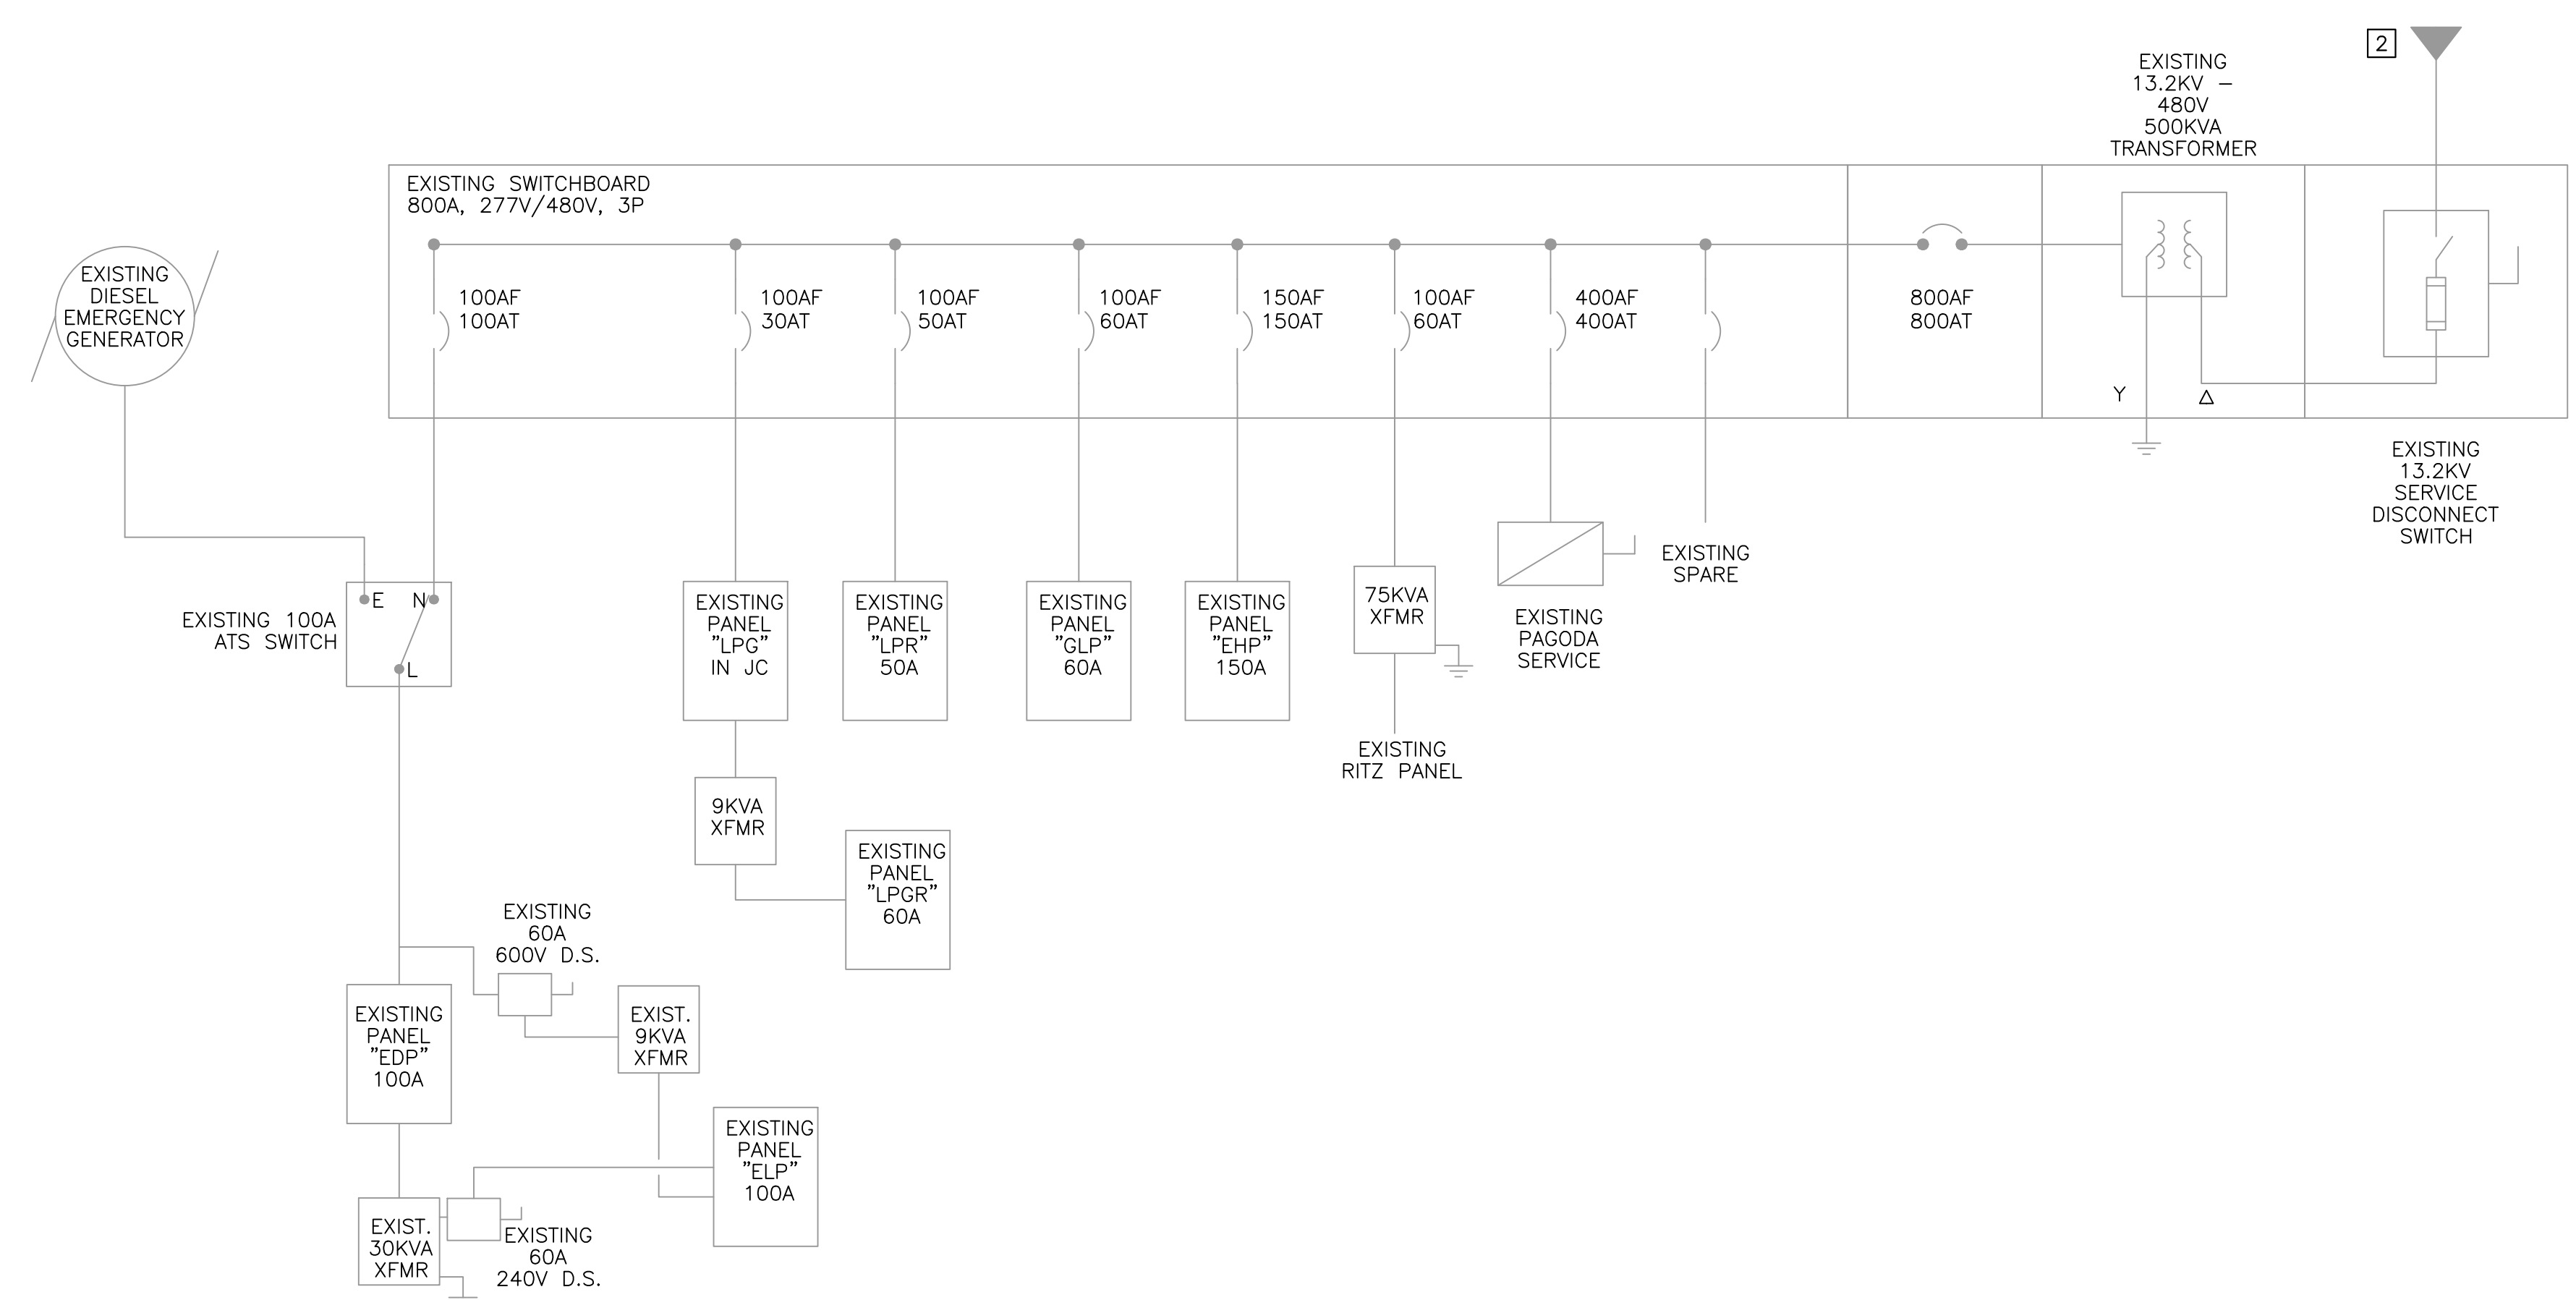 2
EXISTING
13.2KV –
480V
500KVA
TRANSFORMER
EXISTING SWITCHBOARD
800A, 277V/480V, 3P
EXISTING
DIESEL
EMERGENCY
GENERATOR
100AF
100AT
100AF
30AT
100AF
50AT
100AF
60AT
150AF
150AT
100AF
60AT
400AF
400AT
800AF
800AT
Y
Δ
EXISTING
13.2KV
SERVICE
DISCONNECT
SWITCH
E N
L
EXISTING 100A
ATS SWITCH
EXISTING
PANEL
"LPG"
IN JC
EXISTING
PANEL
"LPR"
50A
EXISTING
PANEL
"GLP"
60A
EXISTING
PANEL
"EHP"
150A
75KVA
XFMR
EXISTING
RITZ PANEL
EXISTING
PAGODA
SERVICE
EXISTING
SPARE
9KVA
XFMR
EXISTING
PANEL
"LPGR"
60A
EXISTING
60A
600V D.S.
EXISTING
PANEL
"EDP"
100A
EXIST.
9KVA
XFMR
EXISTING
PANEL
"ELP"
100A
EXIST.
30KVA
XFMR
EXISTING
60A
240V D.S.